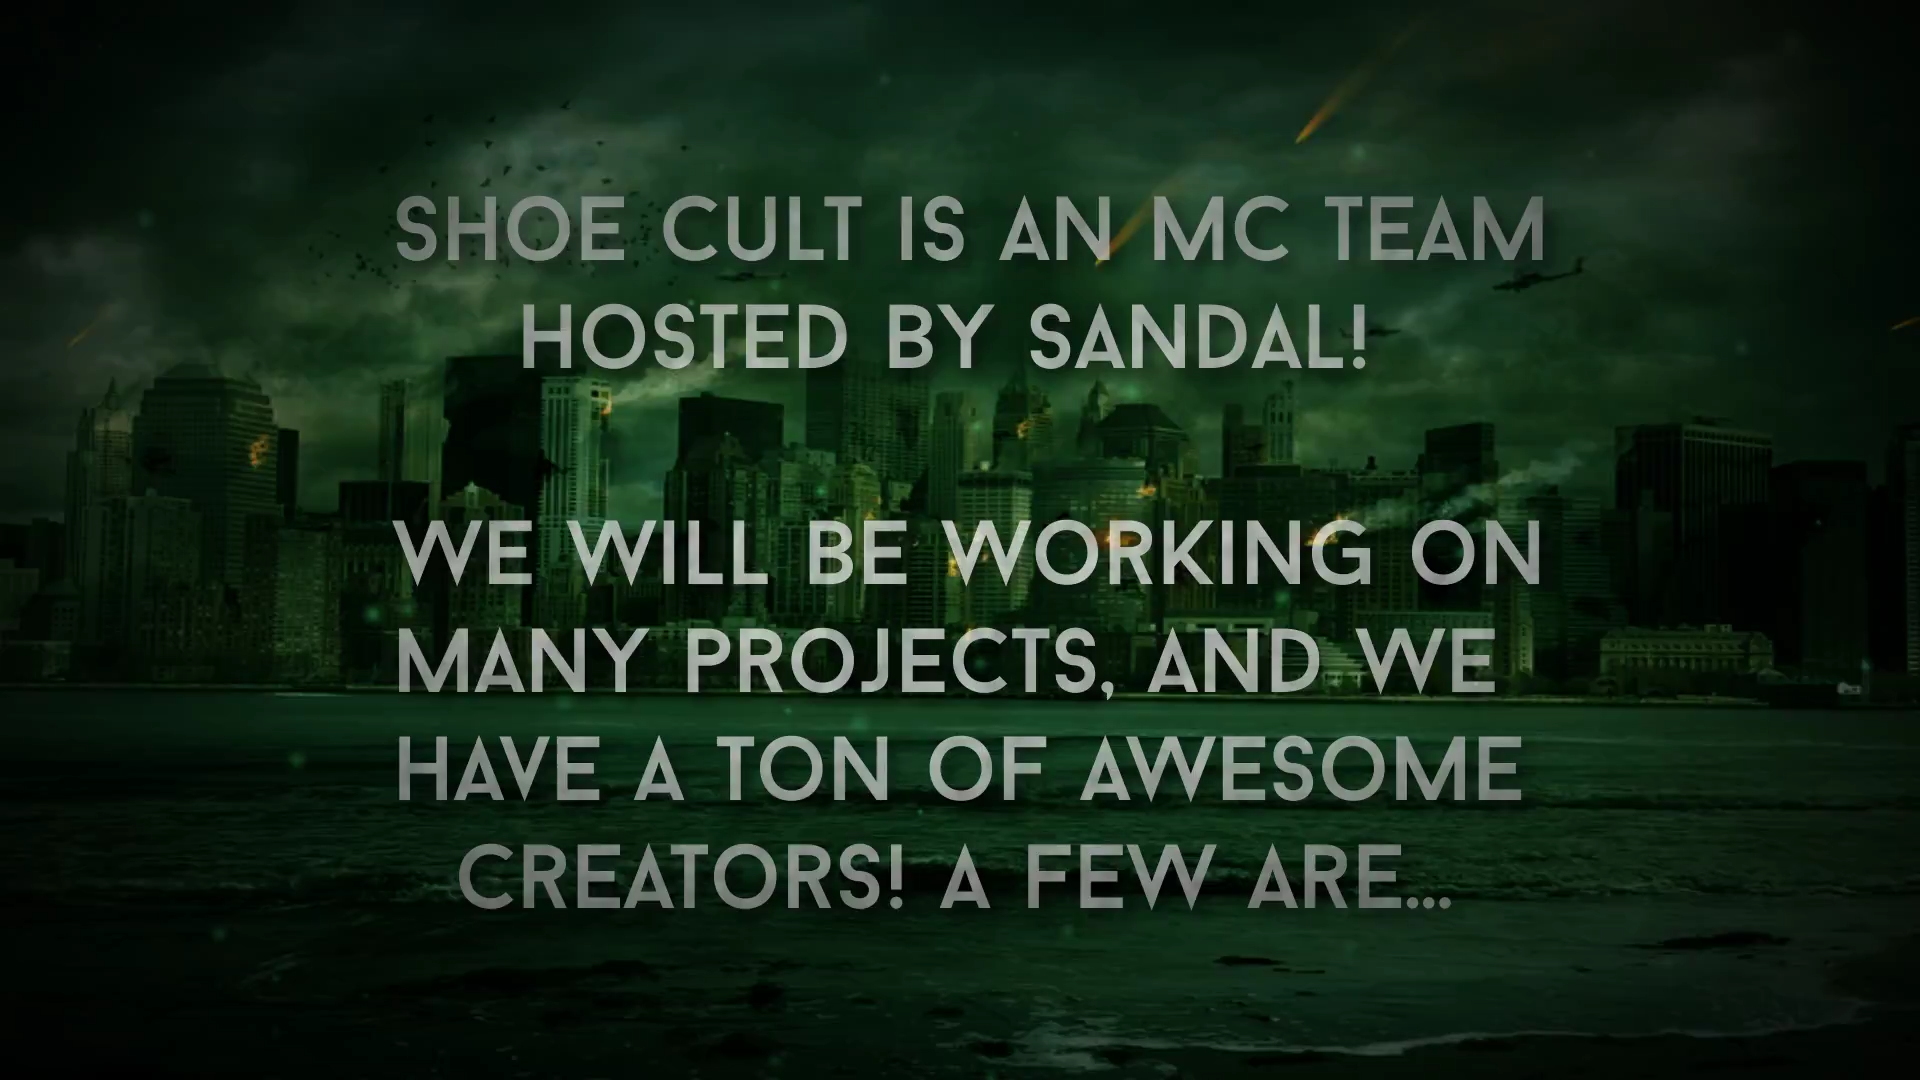 SHOE CULT IS AN MC TEAM
HOSTED BY SANDAL!
WE WILL BE WORKING ON
MANY PROJECTS, AND WE
HAVE A TON OF AWESOME
CREATORS! A FEW ARE...